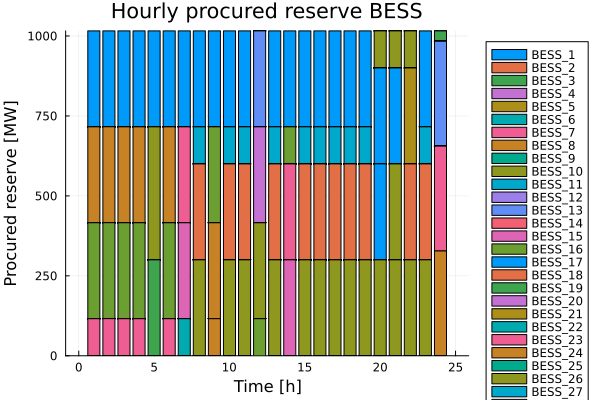 Hourly procured reserve BESS
Procured reserve [MW]
1000
750
500
250
0
0
5
10
15
20
25
Time [h]
BESS_1
BESS_2
BESS_3
BESS_4
BESS_5
BESS_6
BESS_7
BESS_8
BESS_9
BESS_10
BESS_11
BESS_12
BESS_13
BESS_14
BESS_15
BESS_16
BESS_17
BESS_18
BESS_19
BESS_20
BESS_21
BESS_22
BESS_23
BESS_24
BESS_25
BESS_26
BESS_27